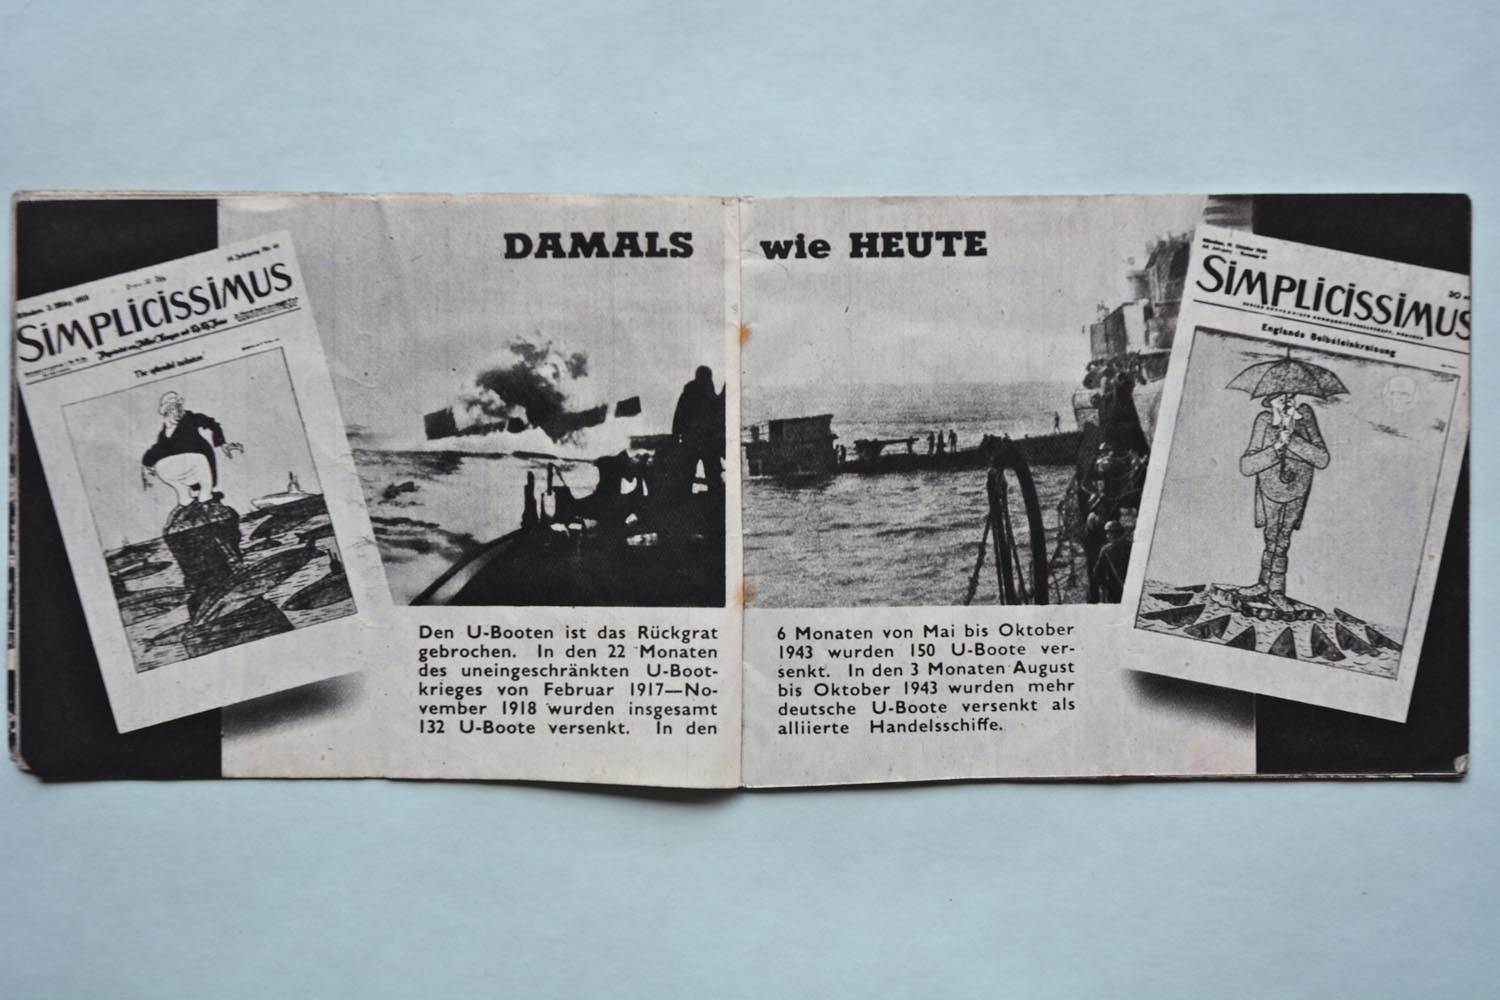 DAMALS wie HEUTE
SiMPLiCiSSiMUS
"The splendid isolation"
SiMPLiCiSSiMUS
Englands Selbsteinkreisung
Den U-Booten ist das Rückgrat
gebrochen. In den 22 Monaten
des uneingeschränkten U-Boot-
krieges von Februar 1917—No-
vember 1918 wurden insgesamt
132 U-Boote versenkt. In den
6 Monaten von Mai bis Oktober
1943 wurden 150 U-Boote ver-
senkt. In den 3 Monaten August
bis Oktober 1943 wurden mehr
deutsche U-Boote versenkt als
alliierte Handelsschiffe.